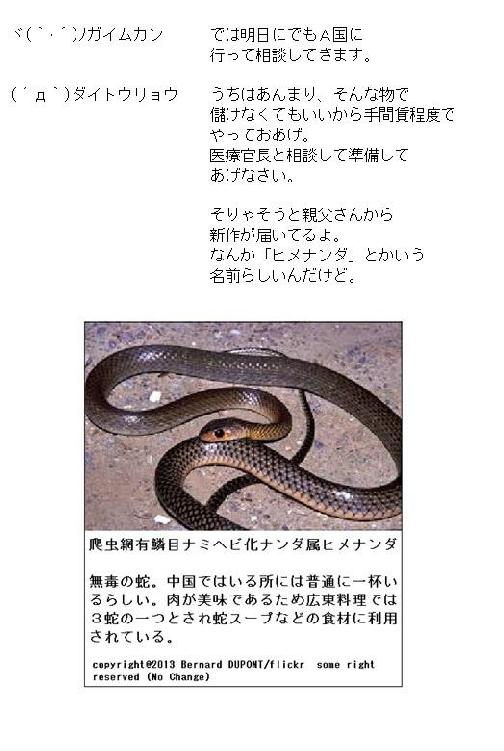 ヾ(｀･´)ﾉガイムカン　では明日にでもＡ国に
行って相談してきます。
(´д｀)ダイトウリョウ　うちはあんまり、そんな物で
儲けなくてもいいから手間賃程度で
やっておあげ。
医療官長と相談して準備して
あげなさい。
そりゃそうと親父さんから
新作が届いてるよ。
なんか「ヒメナンダ」とかいう
名前らしいんだけど。
爬虫綱有鱗目ナミヘビ化ナンダ属ヒメナンダ
無毒の蛇。中国ではいる所には普通に一杯い
るらしい。肉が美味であるため広東料理では
３蛇の一つとされ蛇スープなどの食材に利用
されている。
copyright@2013 Bernard DUPONT/flickr some right
reserved (No Change)